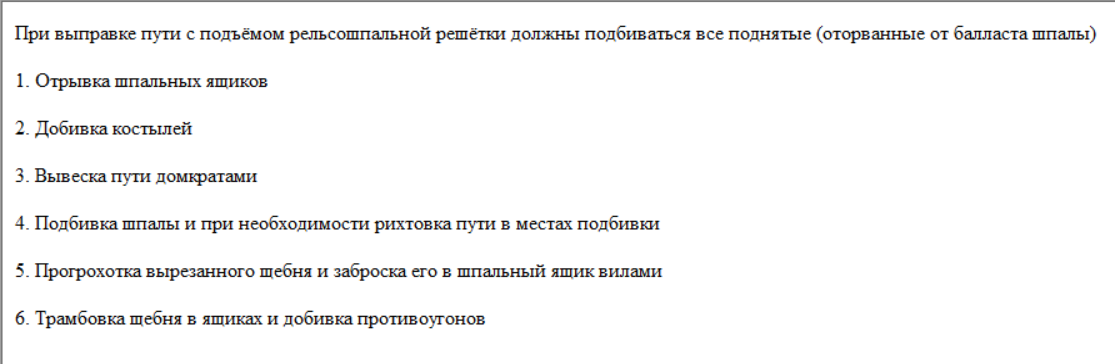 При выправке пути с подъёмом рельсошпальной решётки должны подбиваться все поднятые (оторванные от балласта шпалы)
1. Отрывка шпальных ящиков
2. Добивка костылей
3. Вывеска пути домкратами
4. Подбивка шпалы и при необходимости рихтовка пути в местах подбивки
5. Прогрохотка вырезанного щебня и заброска его в шпальный ящик вилами
6. Трамбовка щебня в ящиках и добивка противоугонов